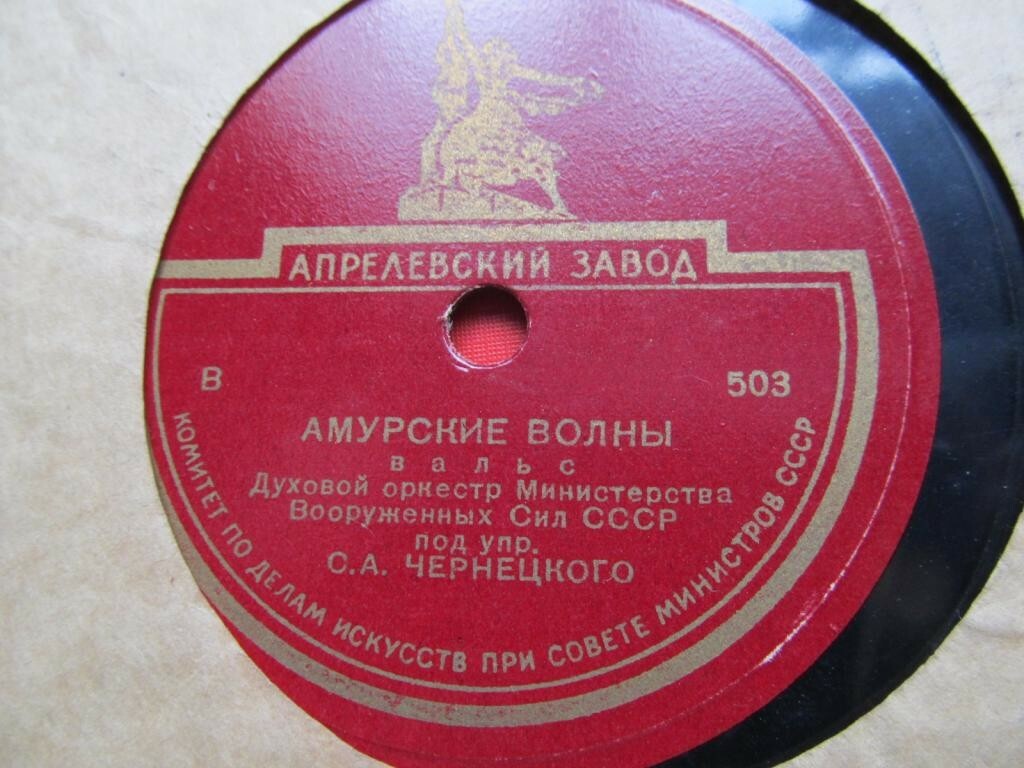 АПРЕЛЕВСКИЙ ЗАВОД
В 503
АМУРСКИЕ ВОЛНЫ
вальс
Духовой оркестр Министерства
Вооруженных Сил СССР
под упр.
С.А. ЧЕРНЕЦКОГО
КОМИТЕТ ПО ДЕЛАМ ИСКУССТВ ПРИ СОВЕТЕ МИНИСТРОВ СССР